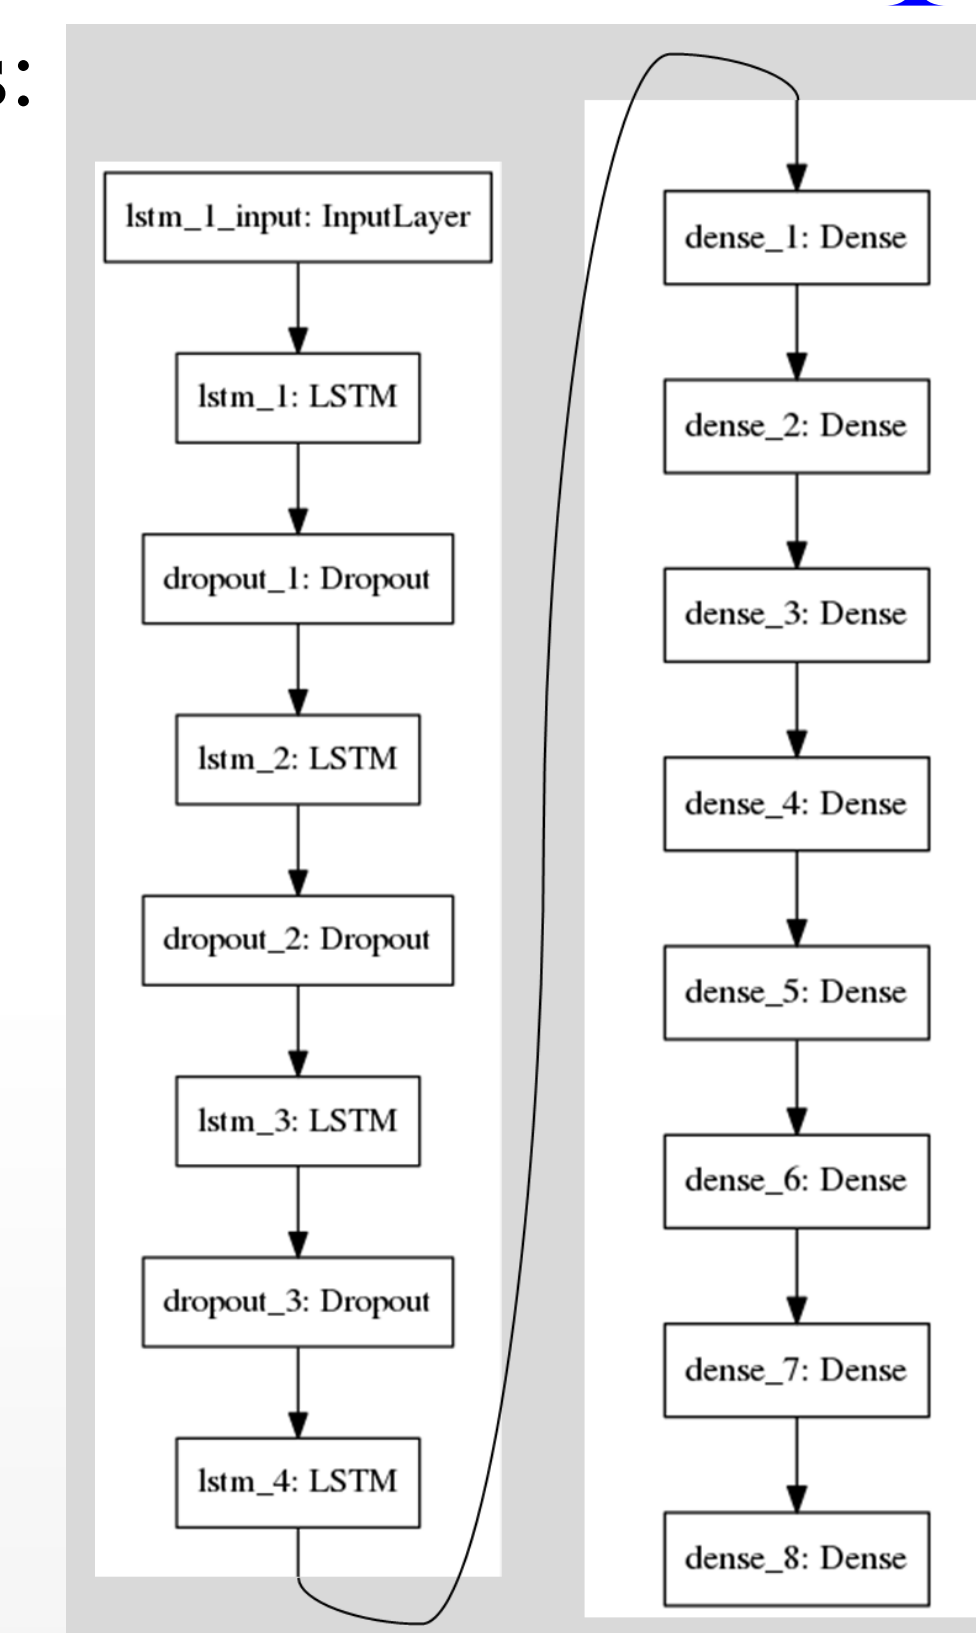 s:
lstm_1_input: InputLayer
lstm_1: LSTM
dropout_1: Dropout
lstm_2: LSTM
dropout_2: Dropout
lstm_3: LSTM
dropout_3: Dropout
lstm_4: LSTM
dense_1: Dense
dense_2: Dense
dense_3: Dense
dense_4: Dense
dense_5: Dense
dense_6: Dense
dense_7: Dense
dense_8: Dense